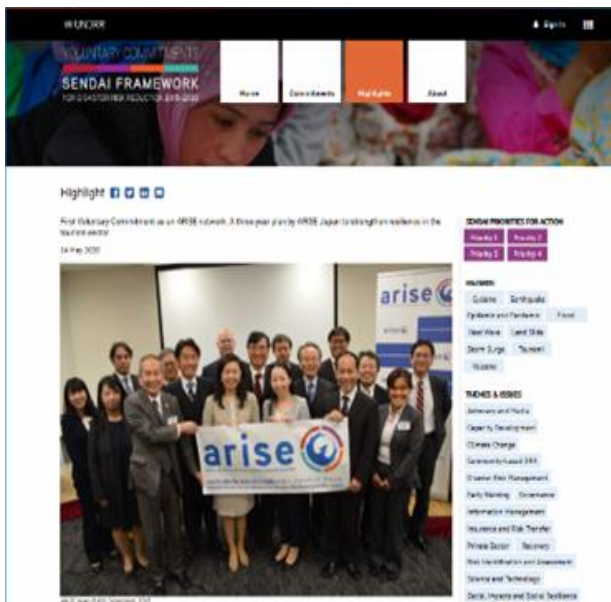 UNDRR
Sign In
VOLUNTARY COMMITMENTS
SENDAI FRAMEWORK
FOR DISASTER RISK REDUCTION 2015-2030
Home
Commitments
Highlights
About
Highlight
First Voluntary Commitment as an ARISE network. A three year plan by ARISE Japan to strengthen resilience in the
tourism sector
14 May 2020
arise
arise
SENDAI PRIORITIES FOR ACTION
Priority 1 Priority 2
Priority 3 Priority 4
HAZARDS
Cyclone Earthquake
Epidemic and Pandemic Flood
Heat Wave Land Slide
Storm Surge Tsunami
Volcano
THEMES & ISSUES
Advocacy and Media
Capacity Development
Climate Change
Community-based DRR
Disaster Risk Management
Early Warning Governance
Information Management
Insurance and Risk Transfer
Private Sector Recovery
Risk Identification and Assessment
Science and Technology
Social Impacts and Social Resilience